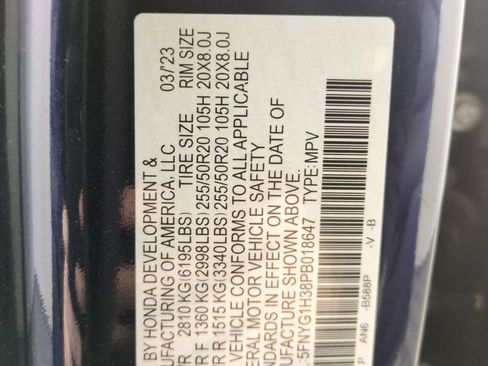 BY HONDA DEVELOPMENT &
UFACTURING OF AMERICA, LLC 03/'23
R 2810 KG(6195LBS) TIRE SIZE RIM SIZE
R F 1360 KG(2998LBS) 255/50R20 105H 20X8.0J
R R 1515 KG(3340LBS) 255/50R20 105H 20X8.0J
VEHICLE CONFORMS TO ALL APPLICABLE
ERAL MOTOR VEHICLE SAFETY
NDARDS IN EFFECT ON THE DATE OF
FACTURE SHOWN ABOVE.
:5FNYG1H38PB018647 TYPE:MPV
P AN6 -B588P -V -B